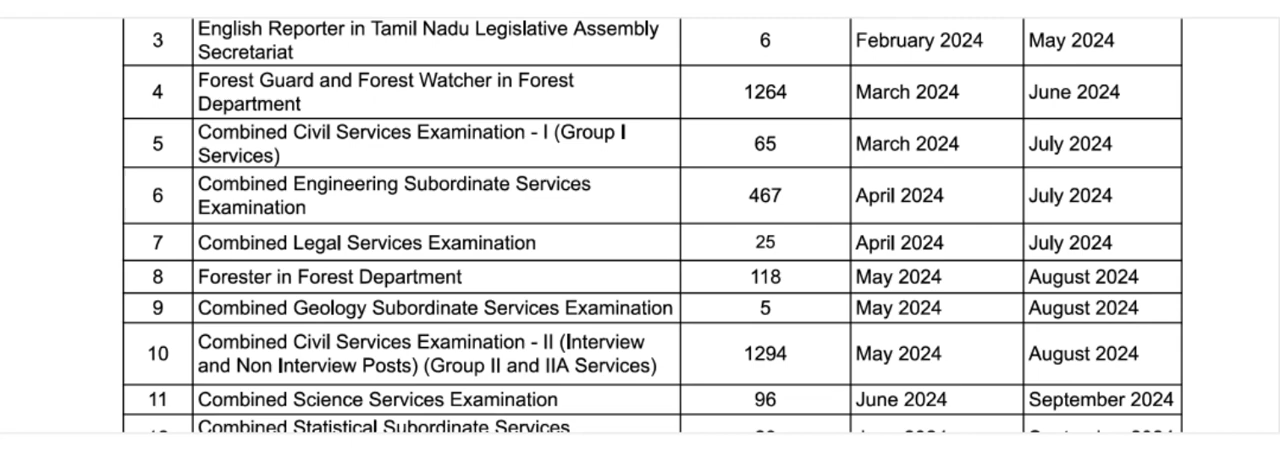 3 English Reporter in Tamil Nadu Legislative Assembly Secretariat 6 February 2024 May 2024
4 Forest Guard and Forest Watcher in Forest Department 1264 March 2024 June 2024
5 Combined Civil Services Examination - I (Group I Services) 65 March 2024 July 2024
6 Combined Engineering Subordinate Services Examination 467 April 2024 July 2024
7 Combined Legal Services Examination 25 April 2024 July 2024
8 Forester in Forest Department 118 May 2024 August 2024
9 Combined Geology Subordinate Services Examination 5 May 2024 August 2024
10 Combined Civil Services Examination - II (Interview and Non Interview Posts) (Group II and IIA Services) 1294 May 2024 August 2024
11 Combined Science Services Examination 96 June 2024 September 2024
Combined Statistical Subordinate Services